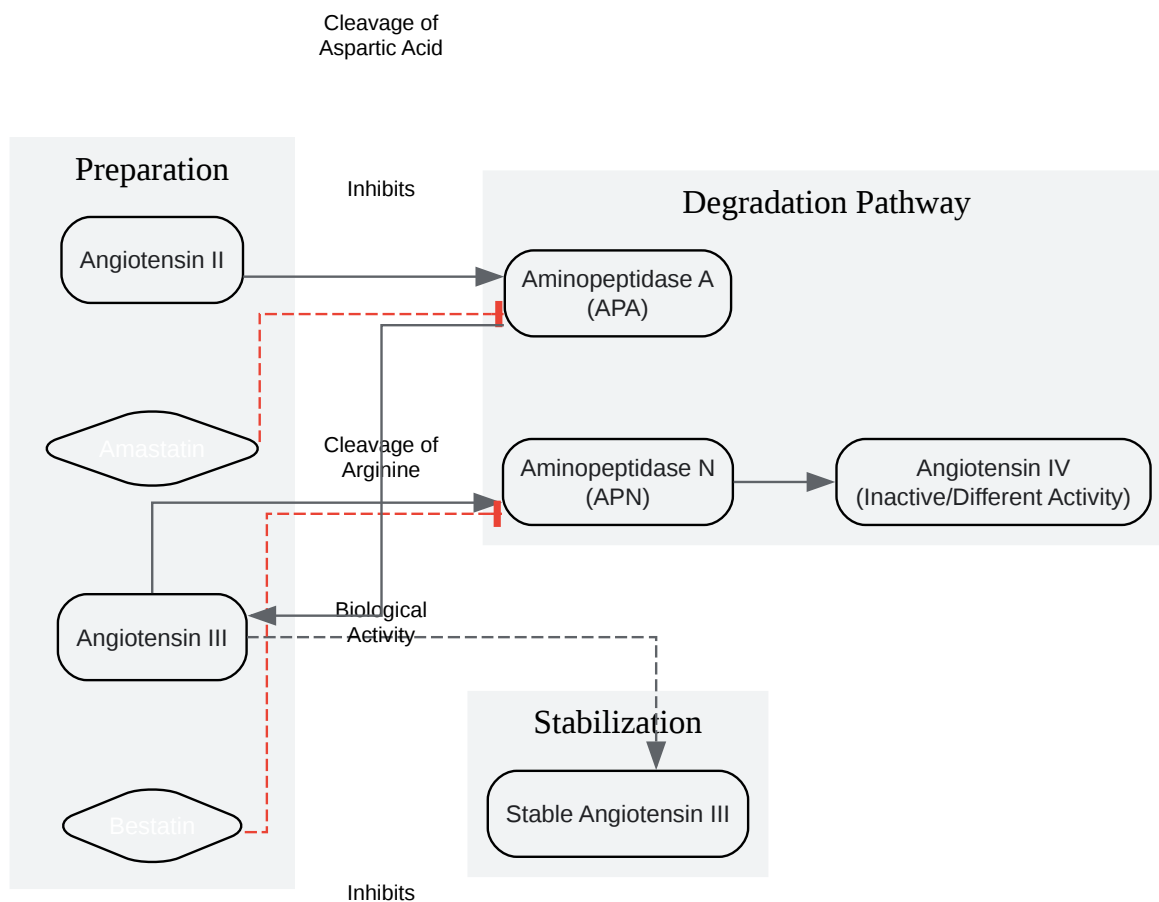 Cleavage of
Aspartic Acid
Preparation
Inhibits
Degradation Pathway
Angiotensin II
Aminopeptidase A
(APA)
Amastatin
Cleavage of
Arginine
Aminopeptidase N
(APN)
Angiotensin IV
(Inactive/Different Activity)
Angiotensin III
Biological
Activity
Stabilization
Stable Angiotensin III
Bestatin
Inhibits